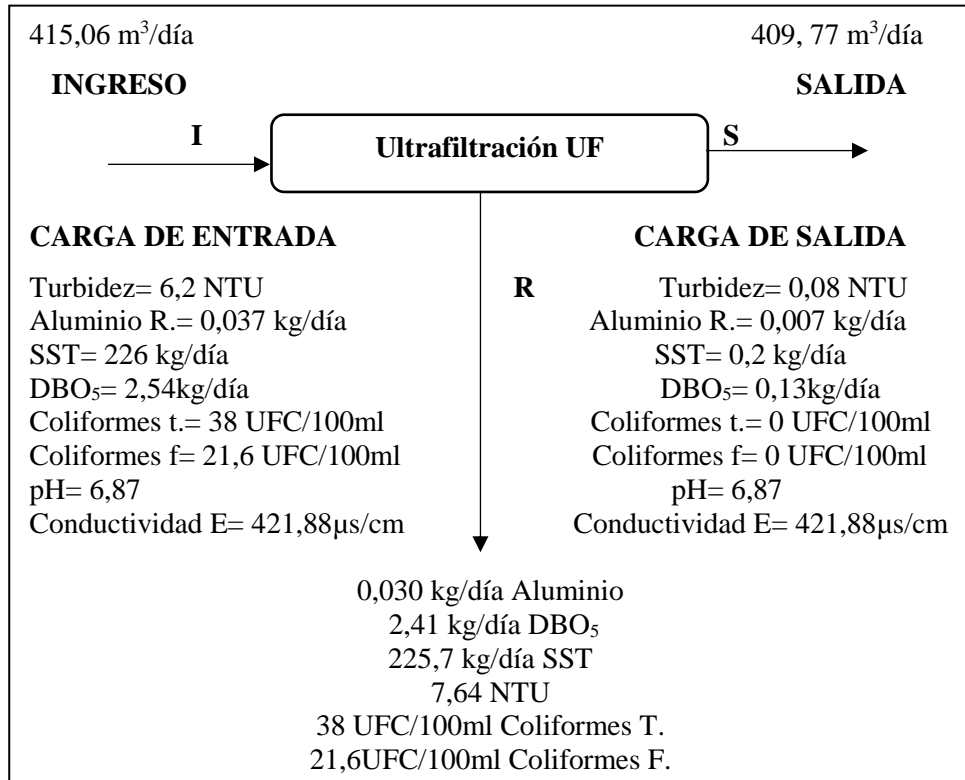 415,06 m³/día
409, 77 m³/día
INGRESO
SALIDA
I
Ultrafiltración UF
S
CARGA DE ENTRADA
Turbidez= 6,2 NTU
Aluminio R.= 0,037 kg/día
SST= 226 kg/día
DBO₅= 2,54kg/día
Coliformes t.= 38 UFC/100ml
Coliformes f= 21,6 UFC/100ml
pH= 6,87
Conductividad E= 421,88µs/cm
R
CARGA DE SALIDA
Turbidez= 0,08 NTU
Aluminio R.= 0,007 kg/día
SST= 0,2 kg/día
DBO₅= 0,13kg/día
Coliformes t.= 0 UFC/100ml
Coliformes f= 0 UFC/100ml
pH= 6,87
Conductividad E= 421,88µs/cm
0,030 kg/día Aluminio
2,41 kg/día DBO₅
225,7 kg/día SST
7,64 NTU
38 UFC/100ml Coliformes T.
21,6UFC/100ml Coliformes F.